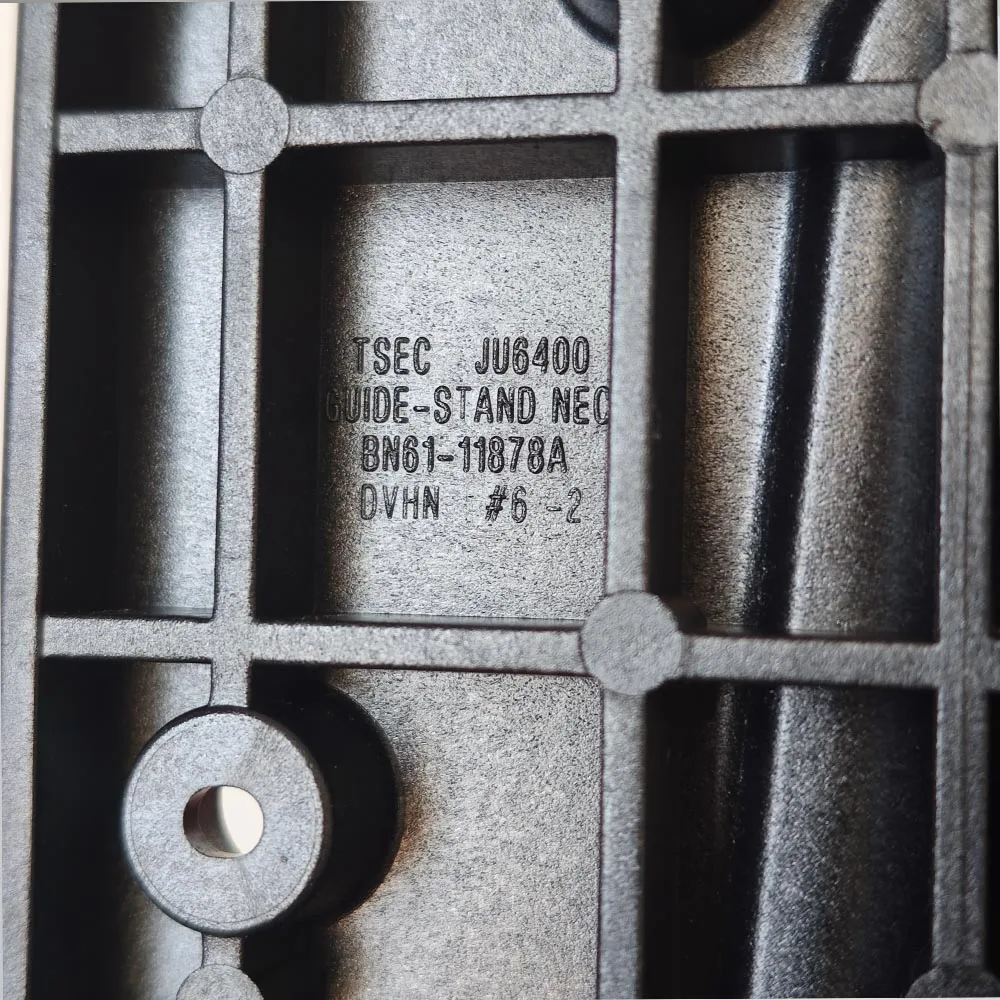 TSEC JU6400
GUIDE-STAND NEC
BN61-11878A
DVHN #6-2